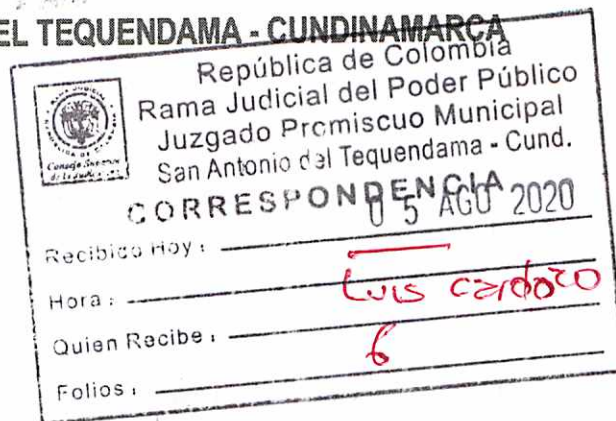 EL TEQUENDAMA - CUNDINAMARCA
República de Colombia
Rama Judicial del Poder Público
Juzgado Promiscuo Municipal
San Antonio del Tequendama - Cund.
CORRESPONDENCIA
Recibido Hoy: 05 AGO 2020
Hora:
Quien Recibe: Luis Cardozo
Folios: 6